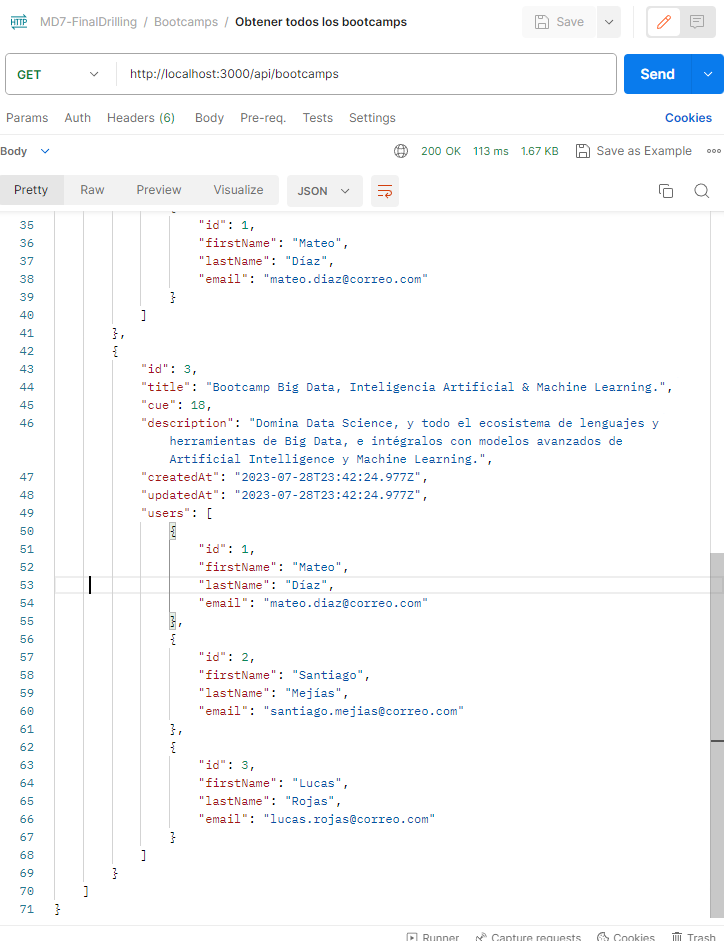 HTTP MD7-FinalDrilling / Bootcamps / Obtener todos los bootcamps Save
GET http://localhost:3000/api/bootcamps Send
Params Auth Headers (6) Body Pre-req. Tests Settings Cookies
Body 200 OK 113 ms 1.67 KB Save as Example
Pretty Raw Preview Visualize JSON
{
35 "id": 1,
36 "firstName": "Mateo",
37 "lastName": "Díaz",
38 "email": "mateo.diaz@correo.com"
39 }
40 ]
41 },
42 {
43 "id": 3,
44 "title": "Bootcamp Big Data, Inteligencia Artificial & Machine Learning.",
45 "cue": 18,
46 "description": "Domina Data Science, y todo el ecosistema de lenguajes y
herramientas de Big Data, e intégralos con modelos avanzados de
Artificial Intelligence y Machine Learning.",
47 "createdAt": "2023-07-28T23:42:24.977Z",
48 "updatedAt": "2023-07-28T23:42:24.977Z",
49 "users": [
50 {
51 "id": 1,
52 "firstName": "Mateo",
53 "lastName": "Díaz",
54 "email": "mateo.diaz@correo.com"
55 },
56 {
57 "id": 2,
58 "firstName": "Santiago",
59 "lastName": "Mejías",
60 "email": "santiago.mejias@correo.com"
61 },
62 {
63 "id": 3,
64 "firstName": "Lucas",
65 "lastName": "Rojas",
66 "email": "lucas.rojas@correo.com"
67 }
68 ]
69 }
70 ]
71 }
Runner Capture requests Cookies Trash